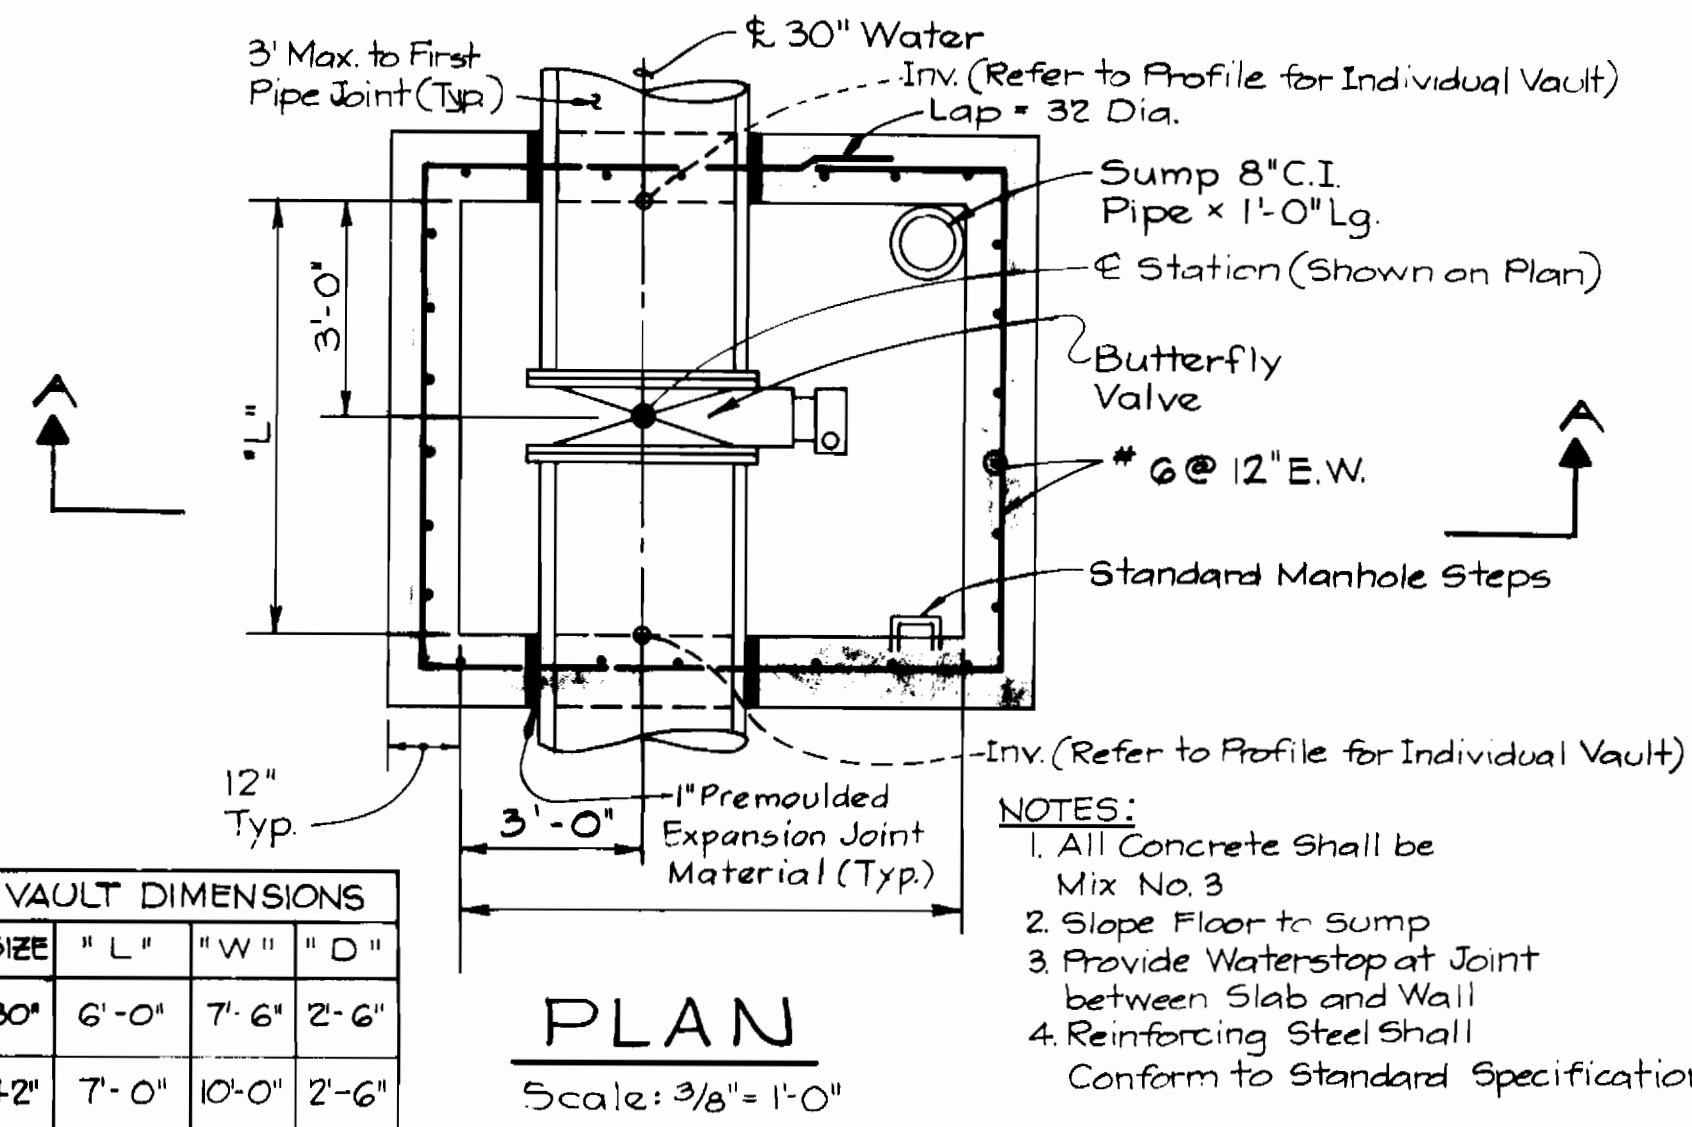 ℄ 30" Water
3' Max. to First
Pipe Joint (Typ.)
Inv. (Refer to Profile for Individual Vault)
Lap = 32 Dia.
Sump 8" C.I.
Pipe × 1'-0" Lg.
℄ Station (Shown on Plan)
3'-0"
"L"
Butterfly
Valve
A
A
# 6 @ 12" E.W.
Standard Manhole Steps
Inv. (Refer to Profile for Individual Vault)
12"
Typ.
3'-0"
1" Premoulded
Expansion Joint
Material (Typ.)
NOTES:
1. All Concrete Shall be
Mix No. 3
2. Slope Floor to Sump
3. Provide Waterstop at Joint
between Slab and Wall
4. Reinforcing Steel Shall
Conform to Standard
VAULT DIMENSIONS
"L" "W" "D"
6'-0" 7'-6" 2'-6"
7'-0" 10'-0" 2'-6"
PLAN
Scale: 3/8" = 1'-0"